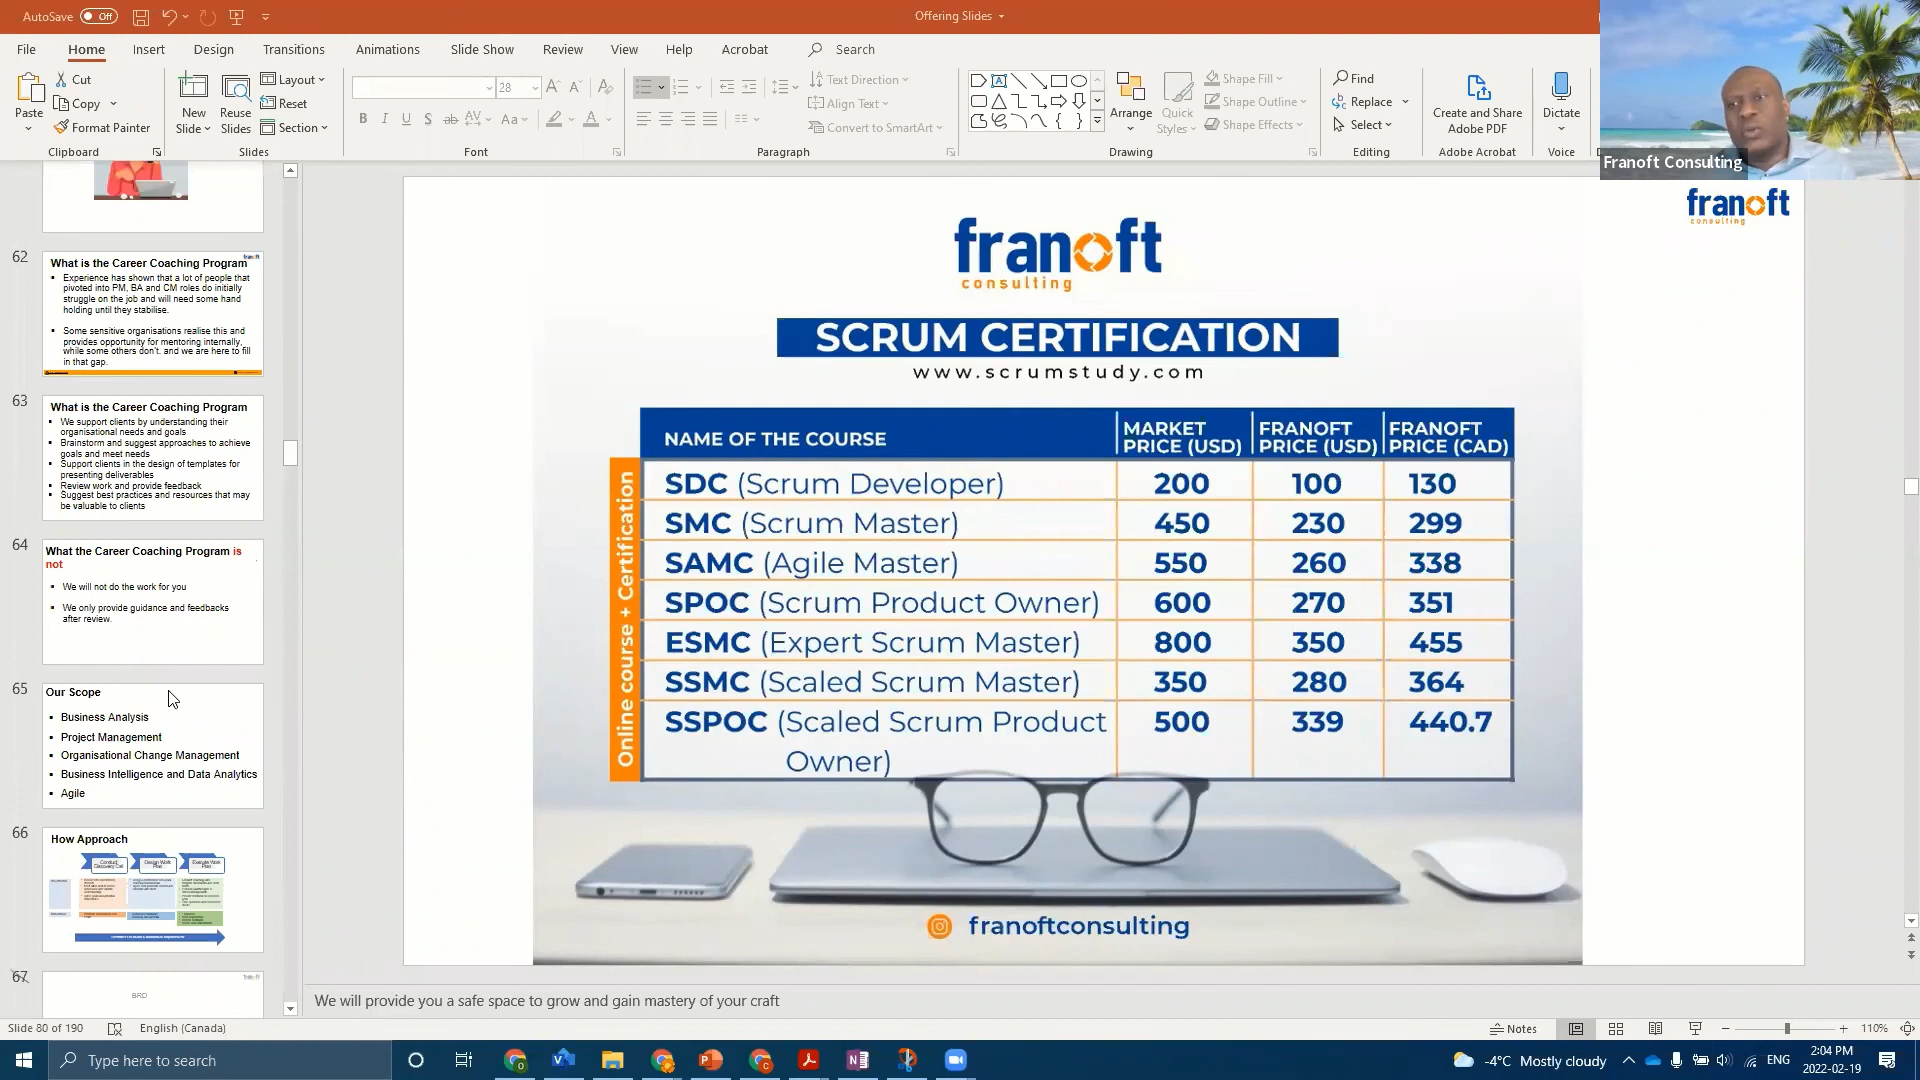 AutoSave Off
Offering Slides
File Home Insert Design Transitions Animations Slide Show Review View Help Acrobat Search
Paste
Cut
Copy
Format Painter
Clipboard
New Slide
Reuse Slides
Layout
Reset
Section
Slides
28
B I U S ab AV Aa A
Font
Text Direction
Align Text
Convert to SmartArt
Paragraph
Arrange
Quick Styles
Shape Fill
Shape Outline
Shape Effects
Drawing
Find
Replace
Select
Editing
Create and Share Adobe PDF
Adobe Acrobat
Dictate
Voice
Franoft Consulting
62
What is the Career Coaching Program
Experience has shown that a lot of people that
pivoted into PM, BA and CM roles do initially
struggle on the job and will need some hand
holding until they stabilise.
Some sensitive organisations realise this and
provides opportunity for mentoring internally,
while some others don't. and we are here to fill
in that gap.
63
What is the Career Coaching Program
We support clients by understanding their
organisational needs and goals
Brainstorm and suggest approaches to achieve
goals and meet needs
Support clients in the design of templates for
presenting deliverables
Review work and provide feedback
Suggest best practices and resources that may
be valuable to clients
64
What the Career Coaching Program is
not
We will not do the work for you
We only provide guidance and feedbacks
after review.
65
Our Scope
Business Analysis
Project Management
Organisational Change Management
Business Intelligence and Data Analytics
Agile
66
How Approach
Conduct Discovery Call
Design Work Plan
Execute Work Plan
67
BRD
franoft
consulting
franoft
consulting
SCRUM CERTIFICATION
www.scrumstudy.com
NAME OF THE COURSE MARKET PRICE (USD) FRANOFT PRICE (USD) FRANOFT PRICE (CAD)
Online course + Certification
SDC (Scrum Developer) 200 100 130
SMC (Scrum Master) 450 230 299
SAMC (Agile Master) 550 260 338
SPOC (Scrum Product Owner) 600 270 351
ESMC (Expert Scrum Master) 800 350 455
SSMC (Scaled Scrum Master) 350 280 364
SSPOC (Scaled Scrum Product 500 339 440.7
Owner)
franoftconsulting
We will provide you a safe space to grow and gain mastery of your craft
Slide 80 of 190 English (Canada) Notes 110%
Type here to search
-4°C Mostly cloudy ENG
2:04 PM
2022-02-19